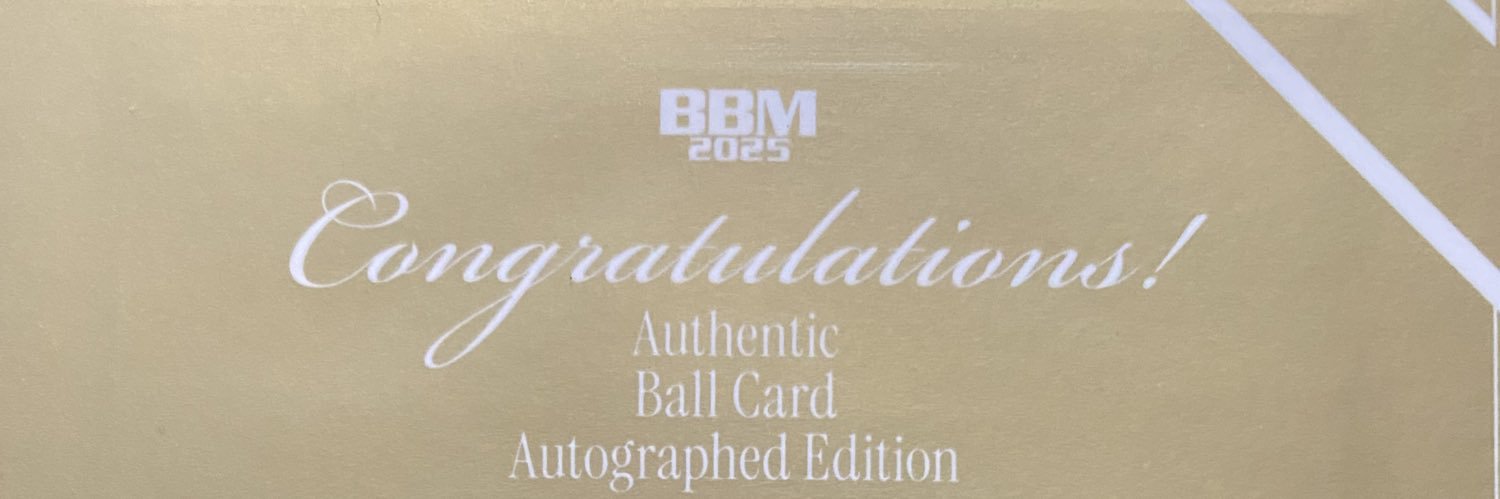 BBM
2025
Congratulations!
Authentic
Ball Card
Autographed Edition